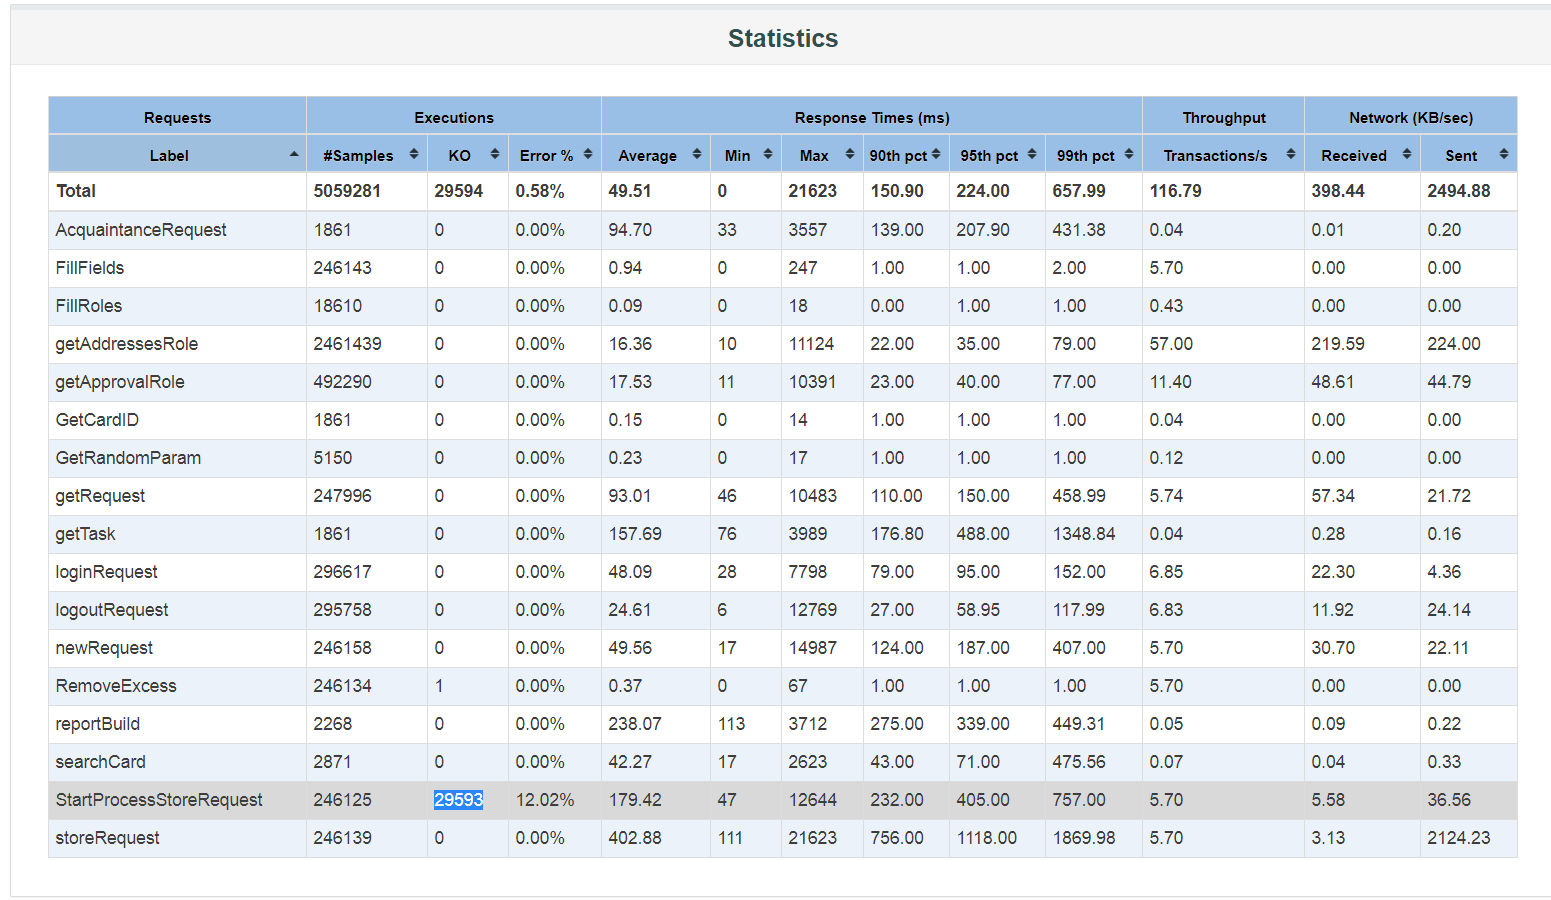 Statistics
Requests Executions Response Times (ms) Throughput Network (KB/sec)
Label #Samples KO Error % Average Min Max 90th pct 95th pct 99th pct Transactions/s Received Sent
Total 5059281 29594 0.58% 49.51 0 21623 150.90 224.00 657.99 116.79 398.44 2494.88
AcquaintanceRequest 1861 0 0.00% 94.70 33 3557 139.00 207.90 431.38 0.04 0.01 0.20
FillFields 246143 0 0.00% 0.94 0 247 1.00 1.00 2.00 5.70 0.00 0.00
FillRoles 18610 0 0.00% 0.09 0 18 0.00 1.00 1.00 0.43 0.00 0.00
getAddressesRole 2461439 0 0.00% 16.36 10 11124 22.00 35.00 79.00 57.00 219.59 224.00
getApprovalRole 492290 0 0.00% 17.53 11 10391 23.00 40.00 77.00 11.40 48.61 44.79
GetCardID 1861 0 0.00% 0.15 0 14 1.00 1.00 1.00 0.04 0.00 0.00
GetRandomParam 5150 0 0.00% 0.23 0 17 1.00 1.00 1.00 0.12 0.00 0.00
getRequest 247996 0 0.00% 93.01 46 10483 110.00 150.00 458.99 5.74 57.34 21.72
getTask 1861 0 0.00% 157.69 76 3989 176.80 488.00 1348.84 0.04 0.28 0.16
loginRequest 296617 0 0.00% 48.09 28 7798 79.00 95.00 152.00 6.85 22.30 4.36
logoutRequest 295758 0 0.00% 24.61 6 12769 27.00 58.95 117.99 6.83 11.92 24.14
newRequest 246158 0 0.00% 49.56 17 14987 124.00 187.00 407.00 5.70 30.70 22.11
RemoveExcess 246134 1 0.00% 0.37 0 67 1.00 1.00 1.00 5.70 0.00 0.00
reportBuild 2268 0 0.00% 238.07 113 3712 275.00 339.00 449.31 0.05 0.09 0.22
searchCard 2871 0 0.00% 42.27 17 2623 43.00 71.00 475.56 0.07 0.04 0.33
StartProcessStoreRequest 246125 29593 12.02% 179.42 47 12644 232.00 405.00 757.00 5.70 5.58 36.56
storeRequest 246139 0 0.00% 402.88 111 21623 756.00 1118.00 1869.98 5.70 3.13 2124.23